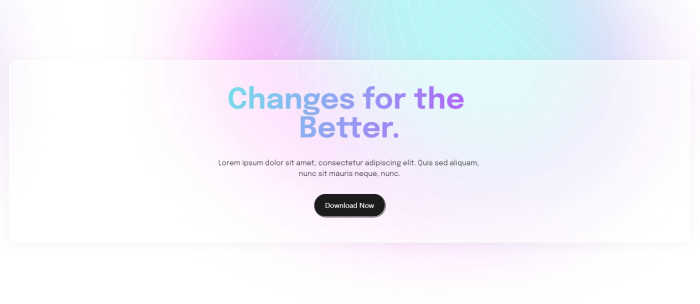 Changes for the
Better.
Lorem ipsum dolor sit amet, consectetur adipiscing elit. Quis sed aliquam,
nunc sit mauris neque, nunc.
Download Now